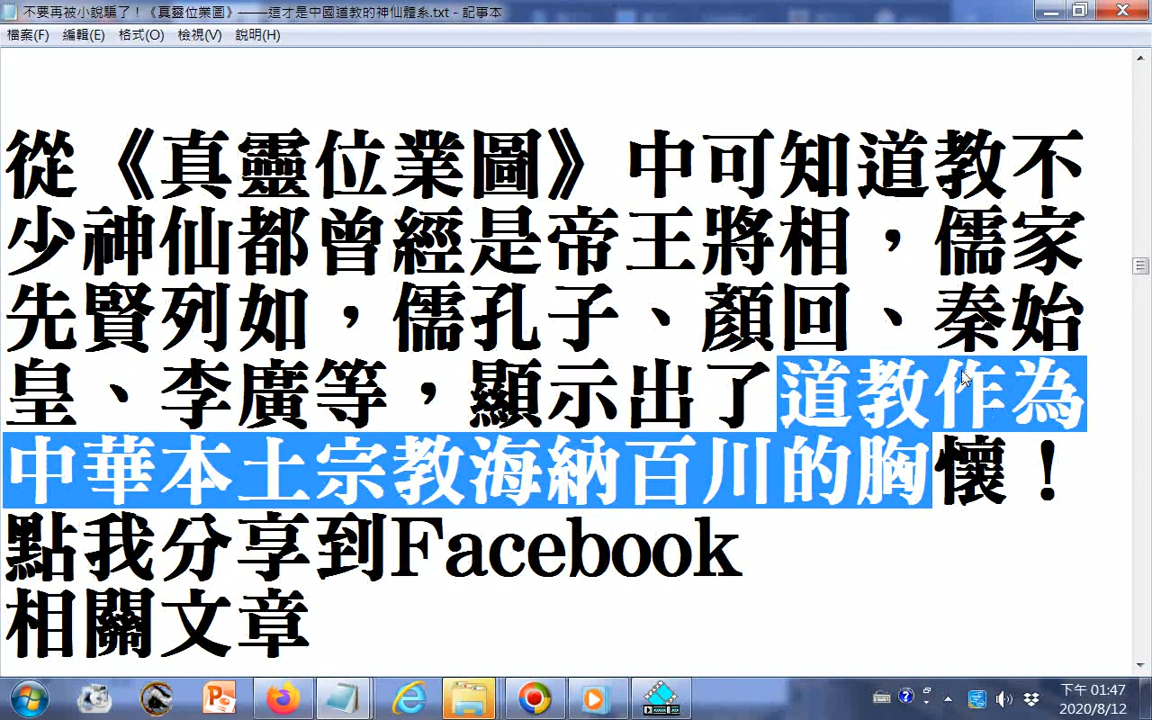 不要再被小說騙了！《真靈位業圖》——這才是中國道教的神仙體系.txt - 記事本
檔案(F) 編輯(E) 格式(O) 檢視(V) 說明(H)
從《真靈位業圖》中可知道教不
少神仙都曾經是帝王將相，儒家
先賢列如，儒孔子、顏回、秦始
皇、李廣等，顯示出了道教作為
中華本土宗教海納百川的胸懷！
點我分享到Facebook
相關文章
下午 01:47
2020/8/12